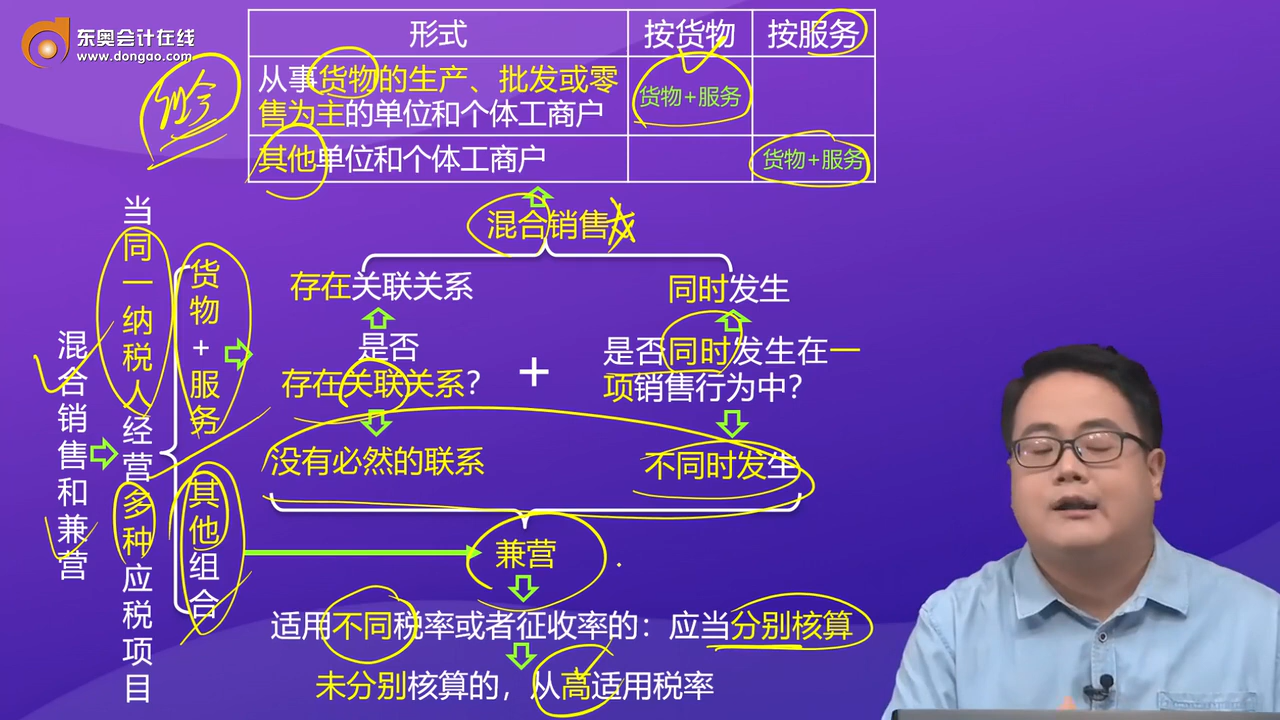 东奥会计在线
www.dongao.com
形式 按货物 按服务
从事货物的生产、批发或零
售为主的单位和个体工商户
货物+服务
其他单位和个体工商户
货物+服务
混合销售
存在关联关系
同时发生
是否
存在关联关系?
+
是否同时发生在一
项销售行为中?
没有必然的联系
不同时发生
混合销售和兼营
当同一纳税人经营多种应税项目
货物+服务
其他组合
兼营
适用不同税率或者征收率的：应当分别核算
未分别核算的，从高适用税率